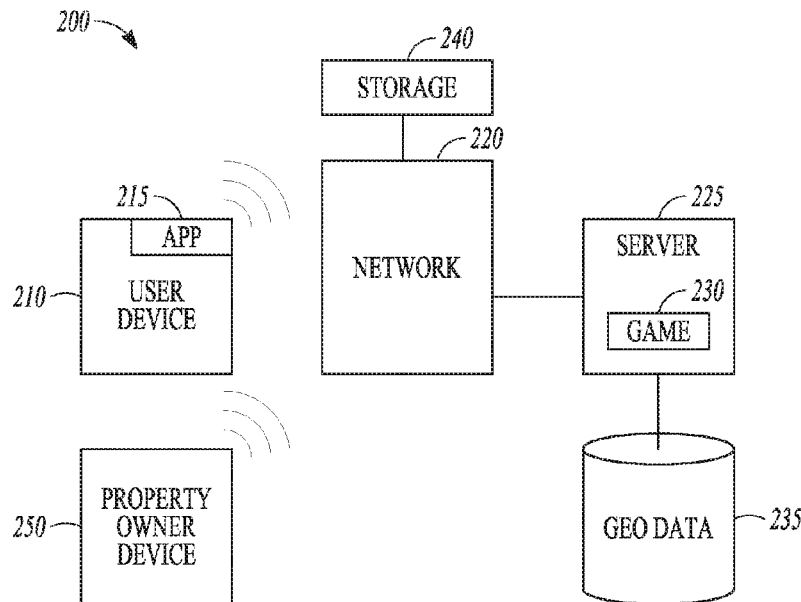 200
240
STORAGE
220
NETWORK
215
APP
210
USER
DEVICE
225
SERVER
230
GAME
250
PROPERTY
OWNER
DEVICE
GEO DATA
235